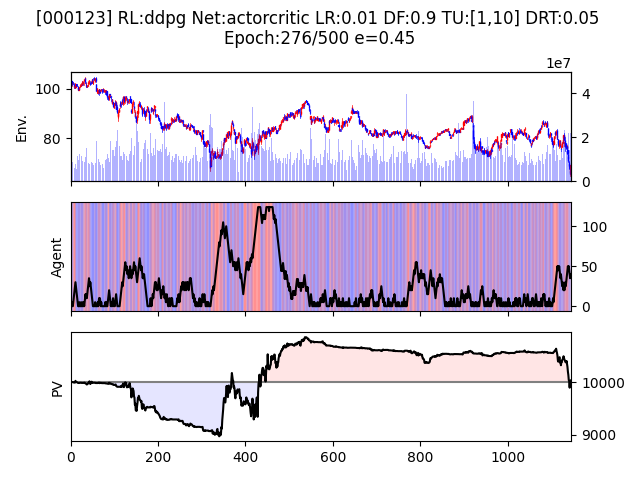 [000123] RL:ddpg Net:actorcritic LR:0.01 DF:0.9 TU:[1,10] DRT:0.05
Epoch:276/500 e=0.45
1e7
100
80
Env.
4
2
0
Agent
100
50
0
PV
10000
9000
0 200 400 600 800 1000